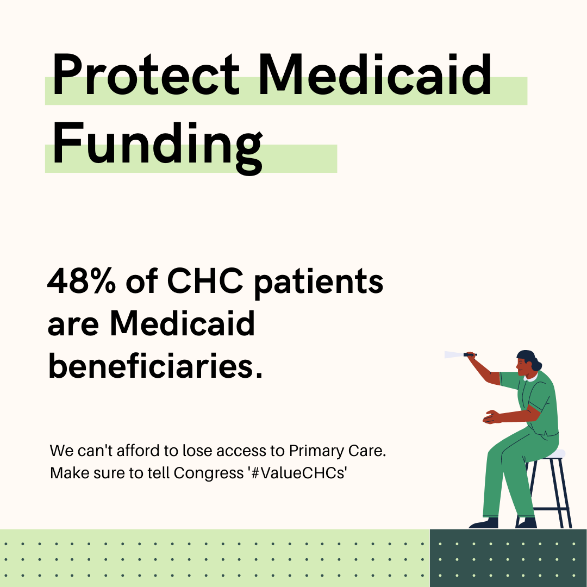 Protect Medicaid
Funding
48% of CHC patients
are Medicaid
beneficiaries.
We can't afford to lose access to Primary Care.
Make sure to tell Congress '#ValueCHCs'